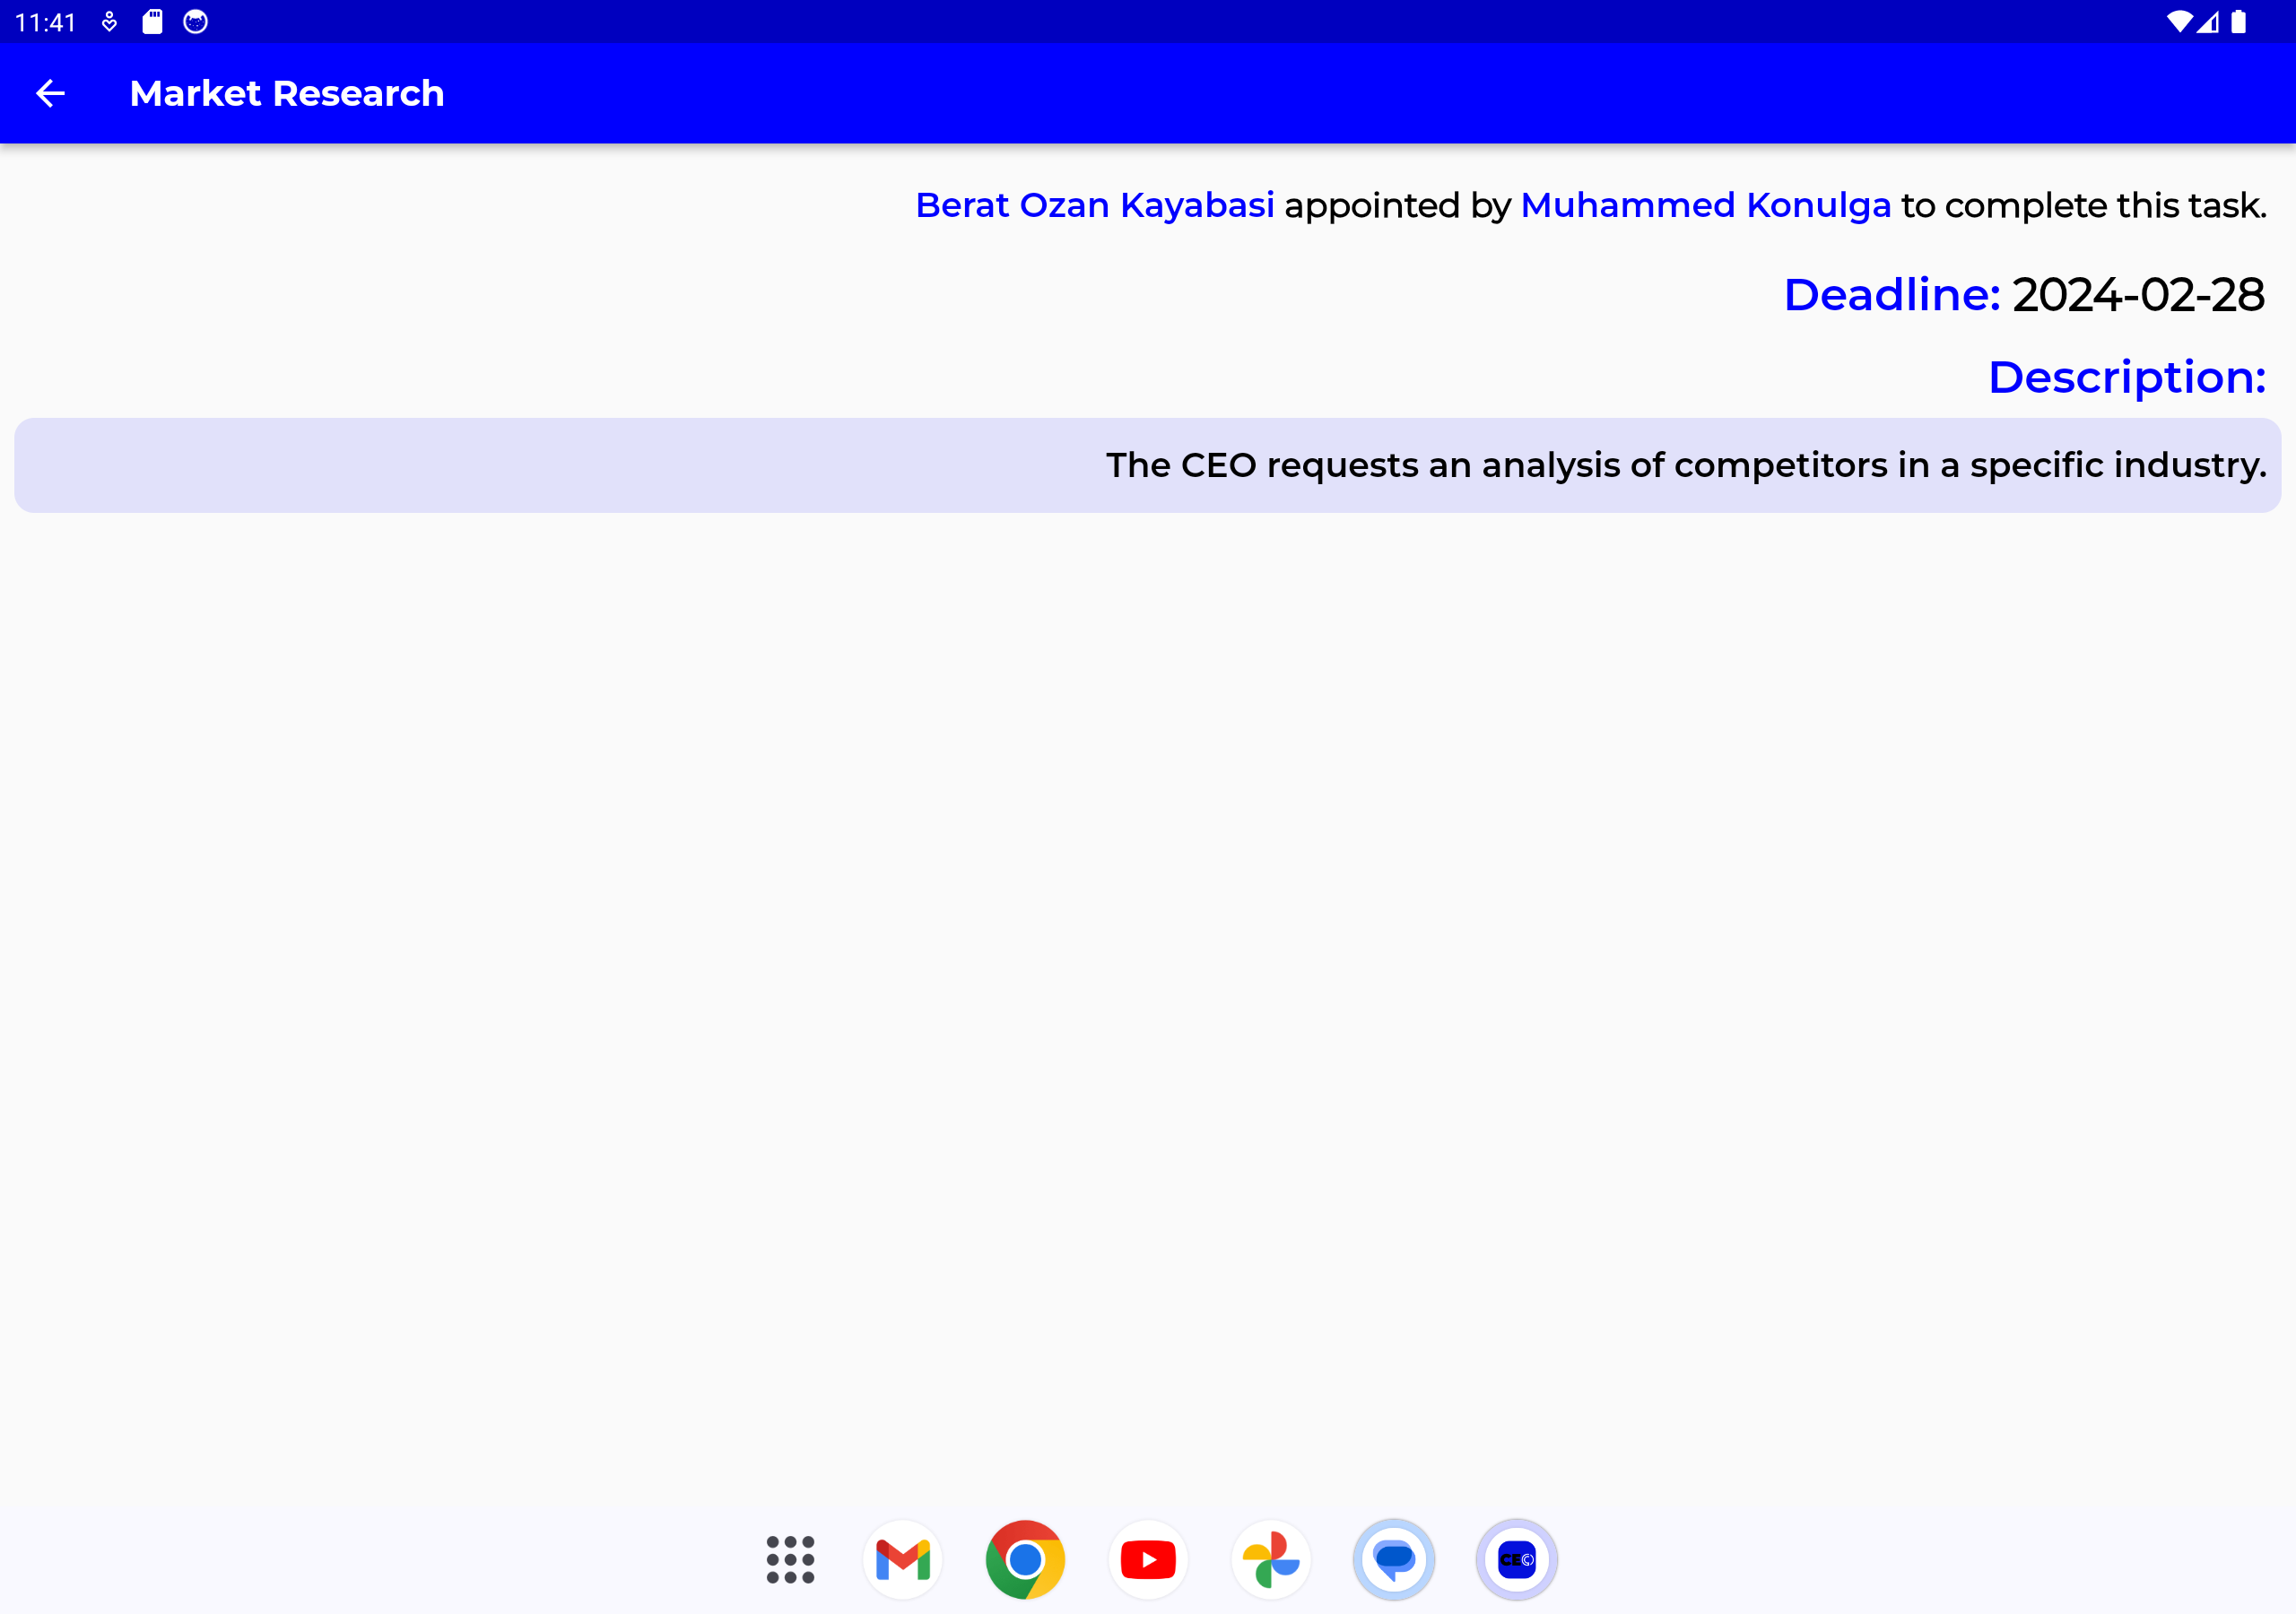 11:41
Market Research
Berat Ozan Kayabasi appointed by Muhammed Konulga to complete this task.
Deadline: 2024-02-28
Description:
The CEO requests an analysis of competitors in a specific industry.
CEO